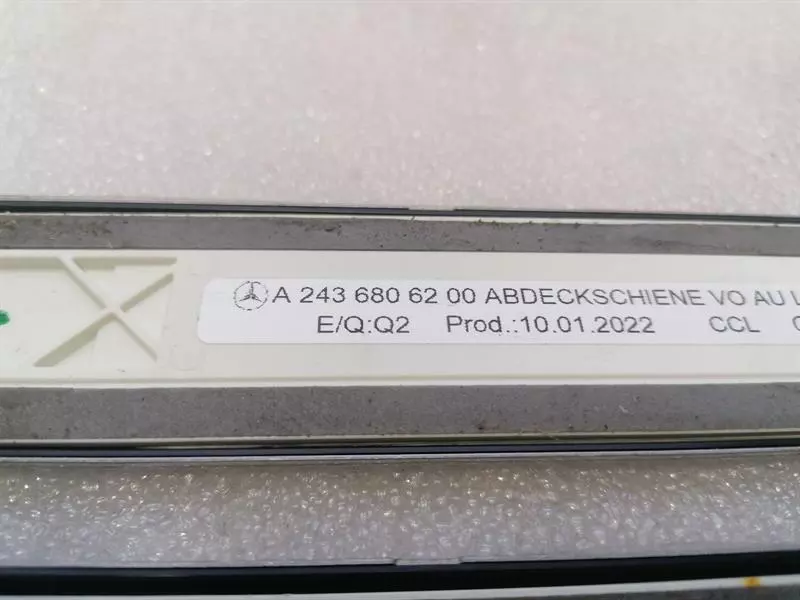 A 243 680 62 00 ABDECKSCHIENE VO AU L
E/Q:Q2 Prod.:10.01.2022 CCL